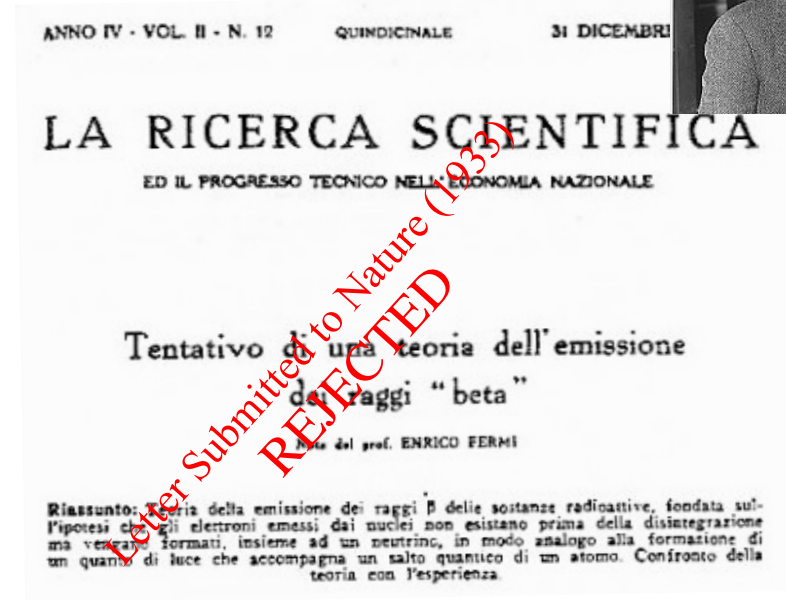 ANNO IV - VOL. II - N. 12 QUINDICINALE 31 DICEMBRE
LA RICERCA SCIENTIFICA
ED IL PROGRESSO TECNICO NELL'ECONOMIA NAZIONALE
Letter Submitted to Nature (1933)
REJECTED
Tentativo di una teoria dell'emissione
dei raggi "beta"
Nota del prof. ENRICO FERMI
Riassunto: Teoria della emissione dei raggi β delle sostanze radioattive, fondata sul-
l'ipotesi che gli elettroni emessi dai nuclei non esistano prima della disintegrazione
ma vengano formati, insieme ad un neutrino, in modo analogo alla formazione di
un quanto di luce che accompagna un salto quantico di un atomo. Confronto della
teoria con l'esperienza.